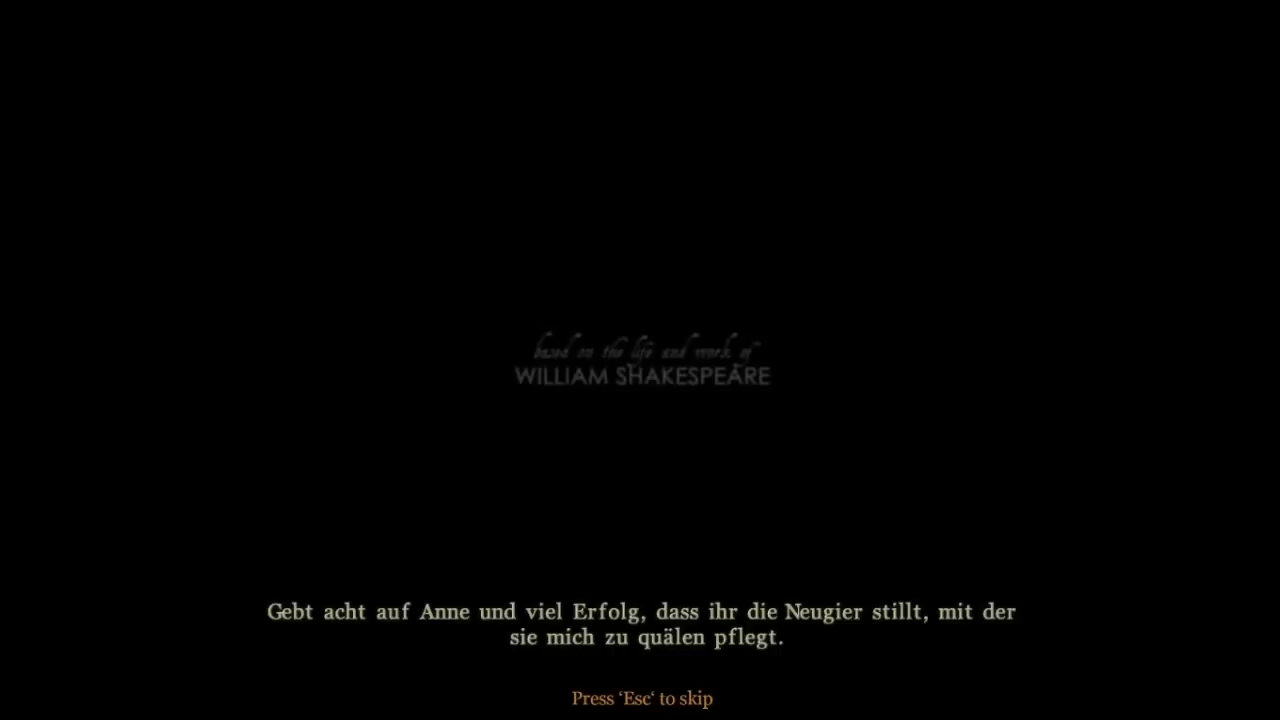 based on the life and work of
WILLIAM SHAKESPEARE
Gebt acht auf Anne und viel Erfolg, dass ihr die Neugier stillt, mit der
sie mich zu quälen pflegt.
Press ‘Esc‘ to skip